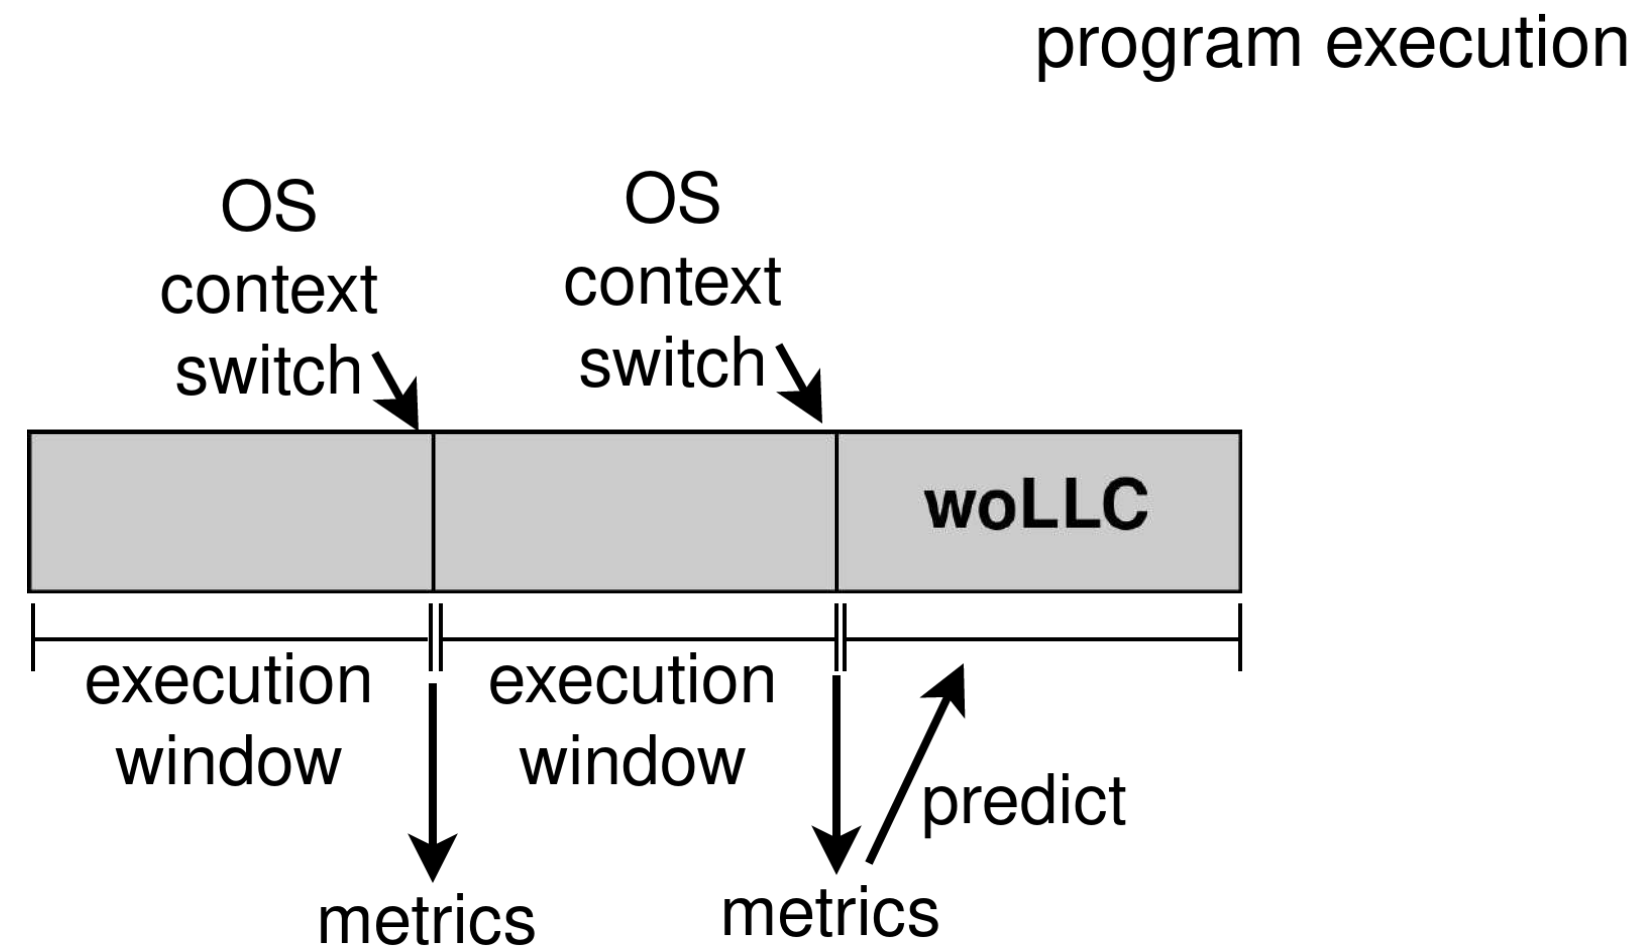 program execution
OS
context
switch
OS
context
switch
woLLC
execution
window
execution
window
predict
metrics
metrics